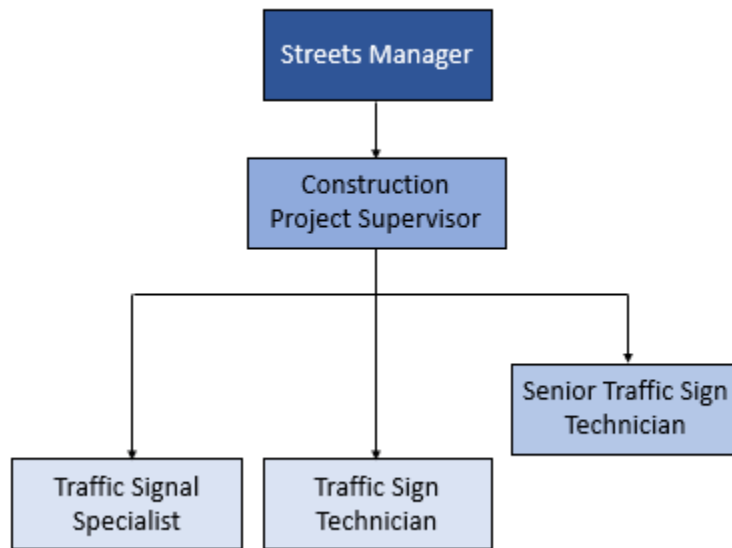 Streets Manager
Construction
Project Supervisor
Senior Traffic Sign
Technician
Traffic Signal
Specialist
Traffic Sign
Technician